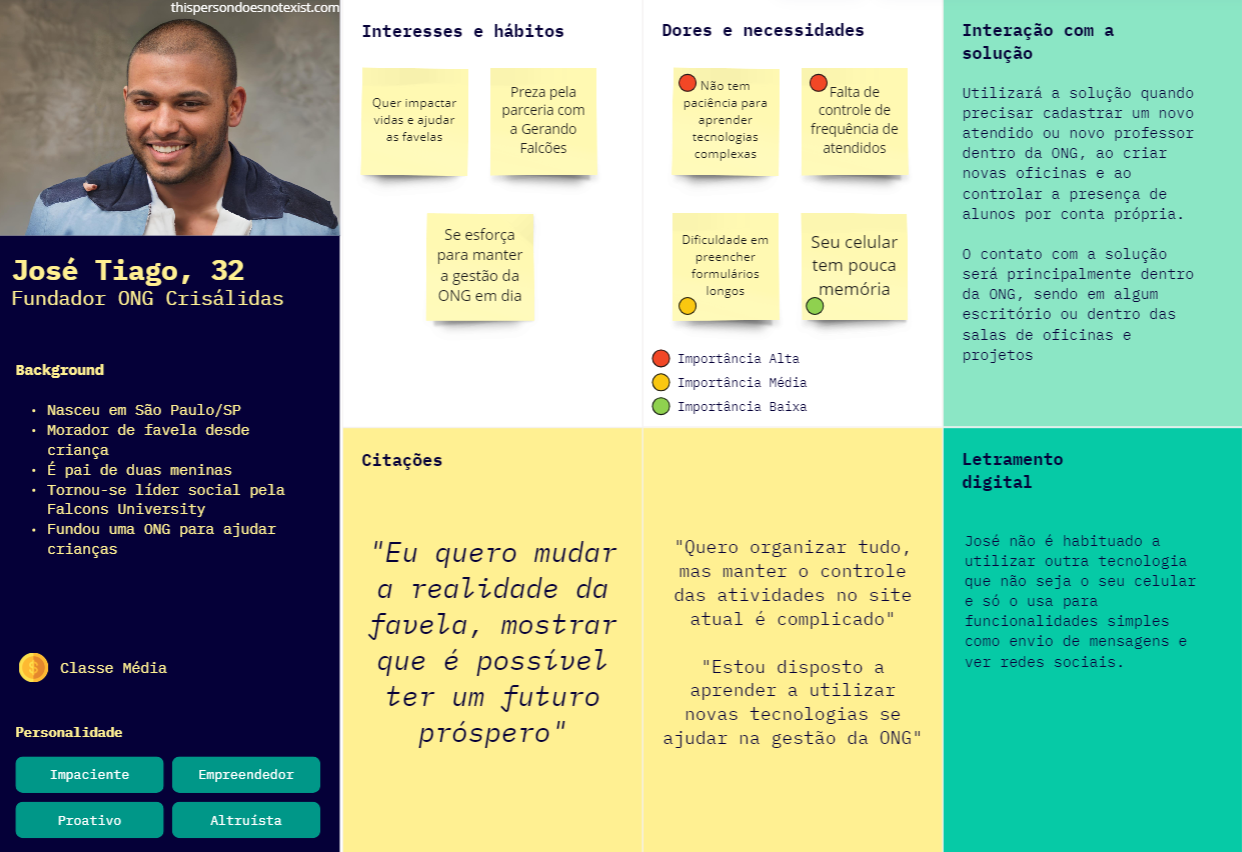 thispersondoesnotexist.com
José Tiago, 32
Fundador ONG Crisálidas
Background
• Nasceu em São Paulo/SP
• Morador de favela desde
criança
• É pai de duas meninas
• Tornou-se líder social pela
Falcons University
• Fundou uma ONG para ajudar
crianças
Classe Média
Personalidade
Impaciente
Empreendedor
Proativo
Altruísta
Interesses e hábitos
Quer impactar
vidas e ajudar
as favelas
Preza pela
parceria com
a Gerando
Falcões
Se esforça
para manter
a gestão da
ONG em dia
Dores e necessidades
Não tem
paciência para
aprender
tecnologias
complexas
Falta de
controle de
frequência de
atendidos
Dificuldade em
preencher
formulários
longos
Seu celular
tem pouca
memória
Importância Alta
Importância Média
Importância Baixa
Interação com a
solução
Utilizará a solução quando
precisar cadastrar um novo
atendido ou novo professor
dentro da ONG, ao criar
novas oficinas e ao
controlar a presença de
alunos por conta própria.
O contato com a solução
será principalmente dentro
da ONG, sendo em algum
escritório ou dentro das
salas de oficinas e
projetos
Citações
"Eu quero mudar
a realidade da
favela, mostrar
que é possível
ter um futuro
próspero"
"Quero organizar tudo,
mas manter o controle
das atividades no site
atual é complicado"
"Estou disposto a
aprender a utilizar
novas tecnologias se
ajudar na gestão da ONG"
Letramento
digital
José não é habituado a
utilizar outra tecnologia
que não seja o seu celular
e só o usa para
funcionalidades simples
como envio de mensagens e
ver redes sociais.